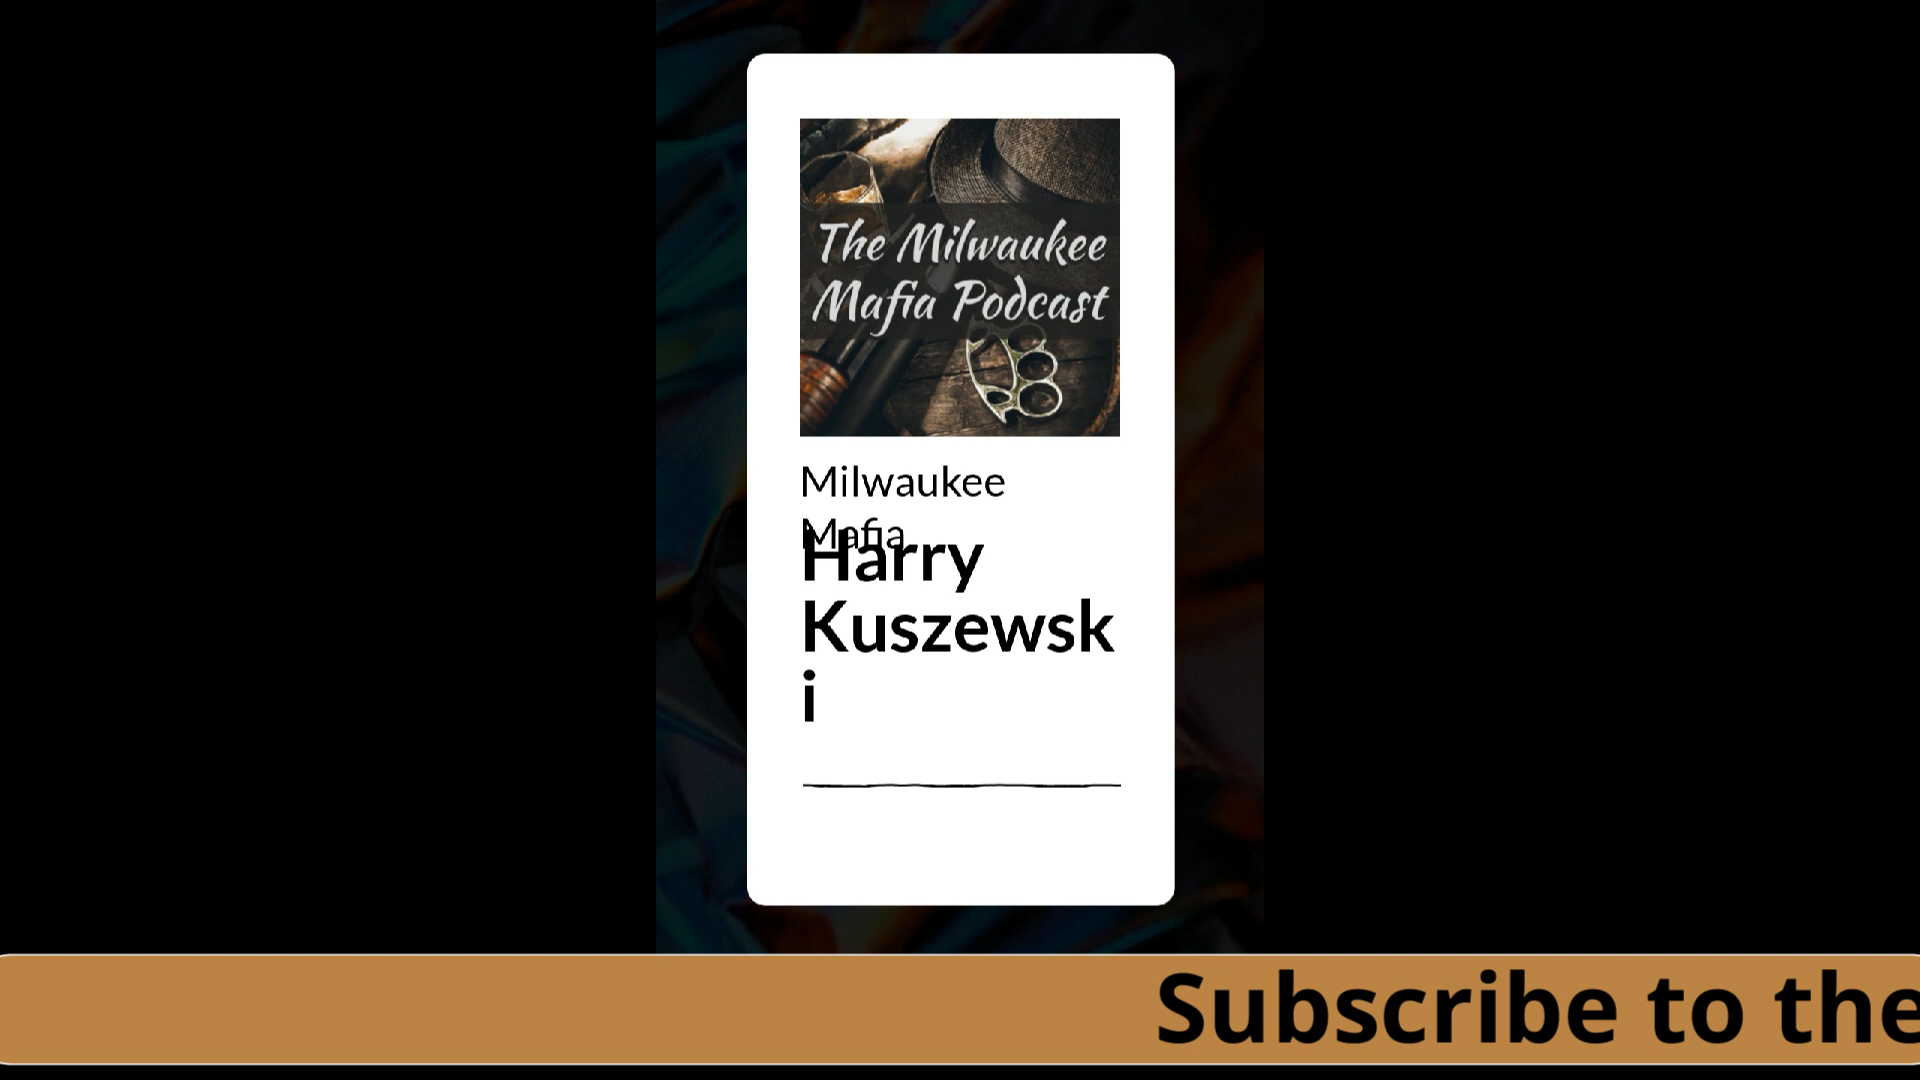 The Milwaukee
Mafia Podcast
Milwaukee
Mafia
Harry
Kuszewsk
i
Subscribe to the